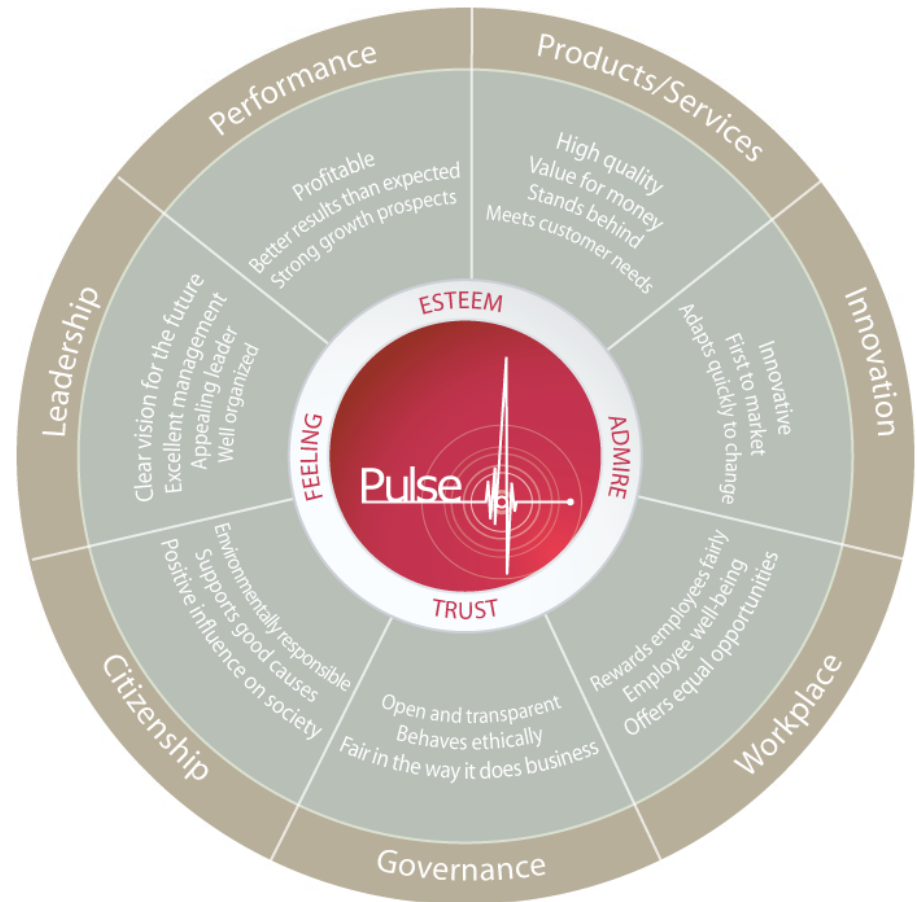 Performance
Profitable
Better results than expected
Strong growth prospects
Products/Services
High quality
Value for money
Stands behind
Meets customer needs
Innovation
Innovative
First to market
Adapts quickly to change
Workplace
Rewards employees fairly
Employee well-being
Offers equal opportunities
Governance
Open and transparent
Behaves ethically
Fair in the way it does business
Citizenship
Environmentally responsible
Supports good causes
Positive influence on society
Leadership
Clear vision for the future
Excellent management
Appealing leader
Well organized
ESTEEM
ADMIRE
TRUST
FEELING
Pulse